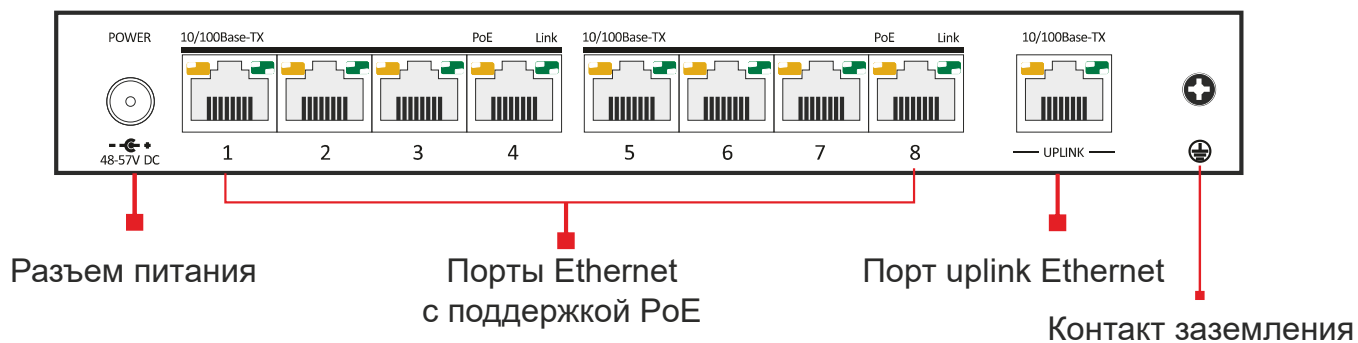 POWER 10/100Base-TX PoE Link 10/100Base-TX PoE Link 10/100Base-TX
48-57V DC 1 2 3 4 5 6 7 8 UPLINK
Разъем питания
Порты Ethernet
с поддержкой PoE
Порт uplink Ethernet
Контакт заземления